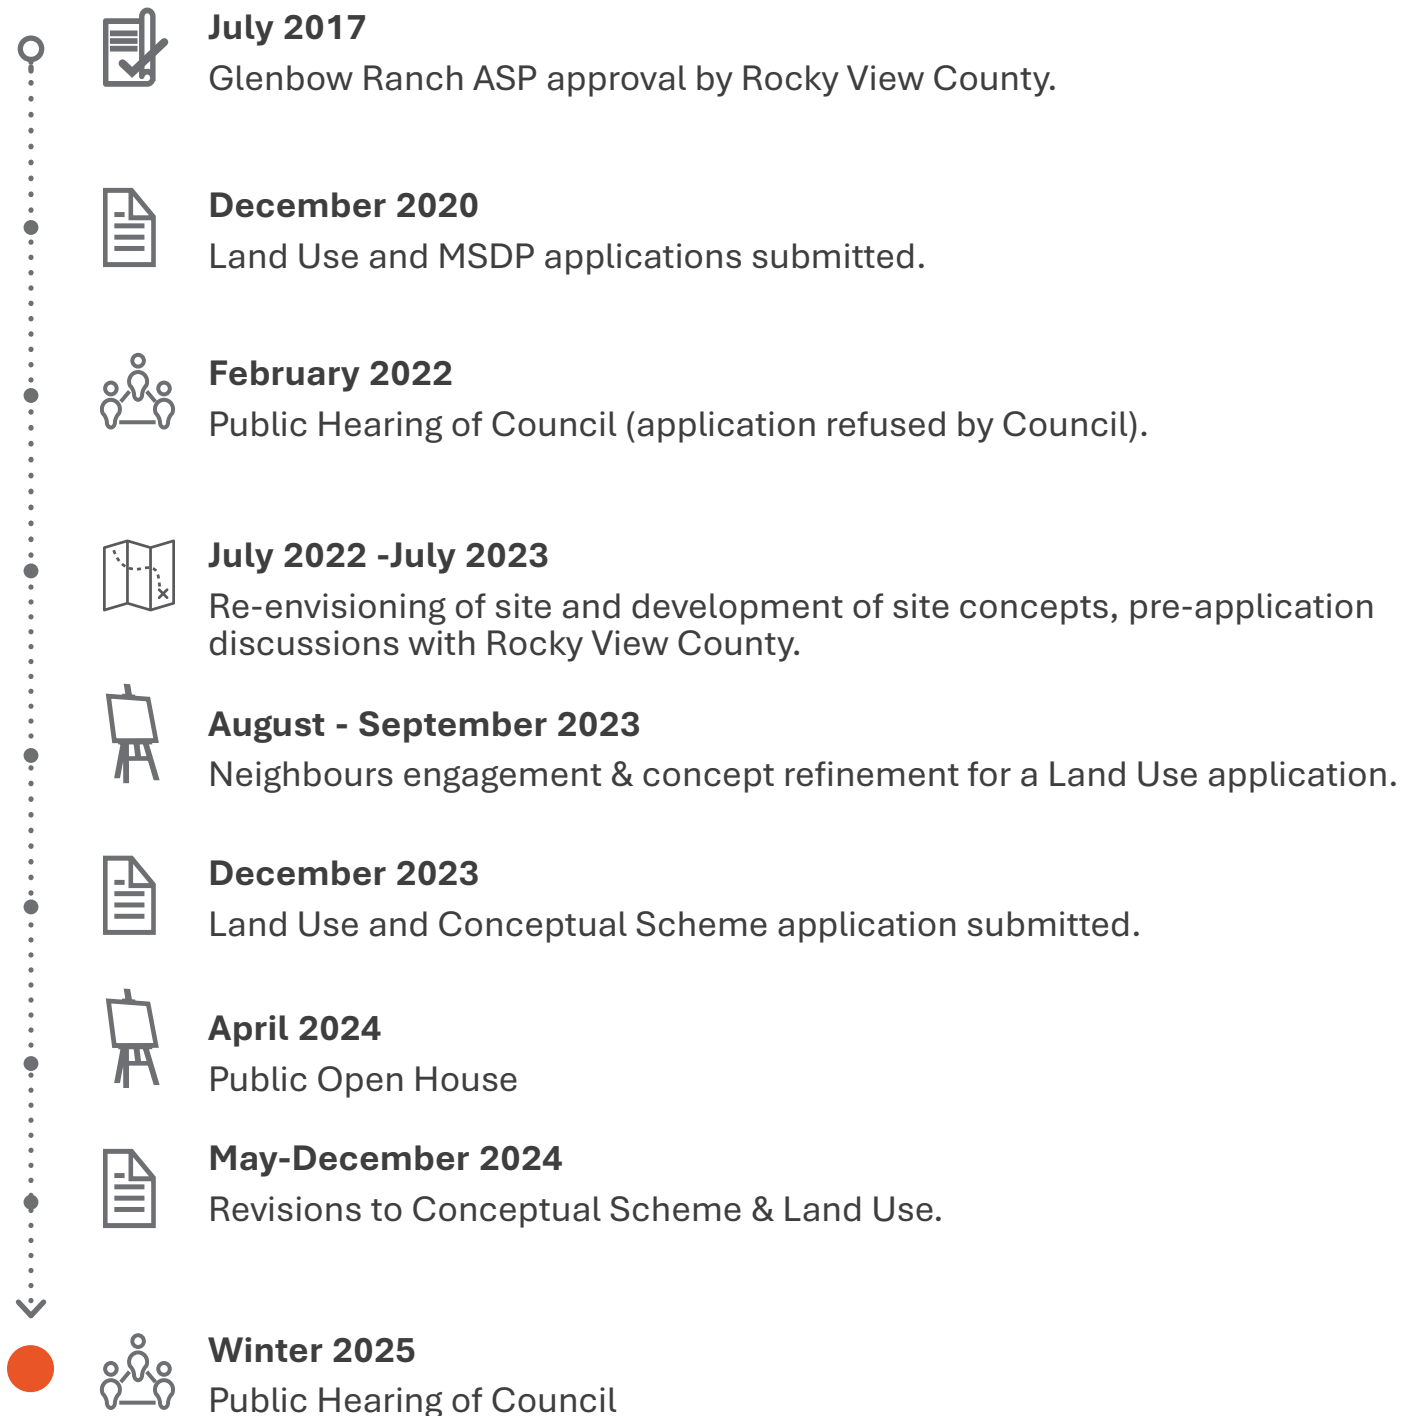 July 2017
Glenbow Ranch ASP approval by Rocky View County.
December 2020
Land Use and MSDP applications submitted.
February 2022
Public Hearing of Council (application refused by Council).
July 2022 -July 2023
Re-envisioning of site and development of site concepts, pre-application
discussions with Rocky View County.
August - September 2023
Neighbours engagement & concept refinement for a Land Use application.
December 2023
Land Use and Conceptual Scheme application submitted.
April 2024
Public Open House
May-December 2024
Revisions to Conceptual Scheme & Land Use.
Winter 2025
Public Hearing of Council